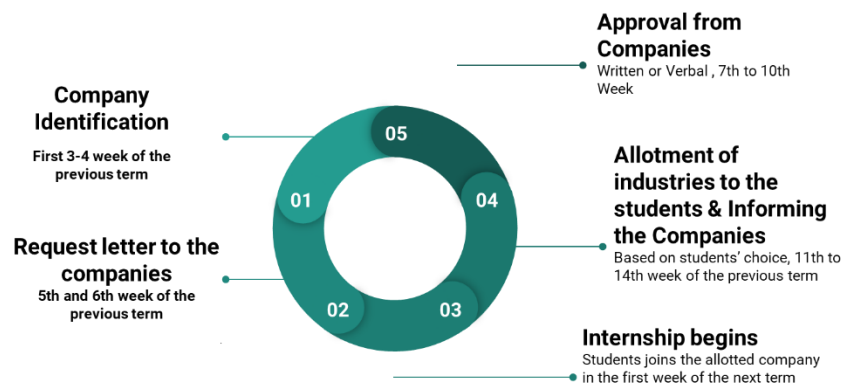 Company
Identification
First 3-4 week of the
previous term
Request letter to the
companies
5th and 6th week of the
previous term
05
01
04
02
03
Approval from
Companies
Written or Verbal , 7th to 10th
Week
Allotment of
industries to the
students & Informing
the Companies
Based on students’ choice, 11th to
14th week of the previous term
Internship begins
Students joins the allotted company
in the first week of the next term